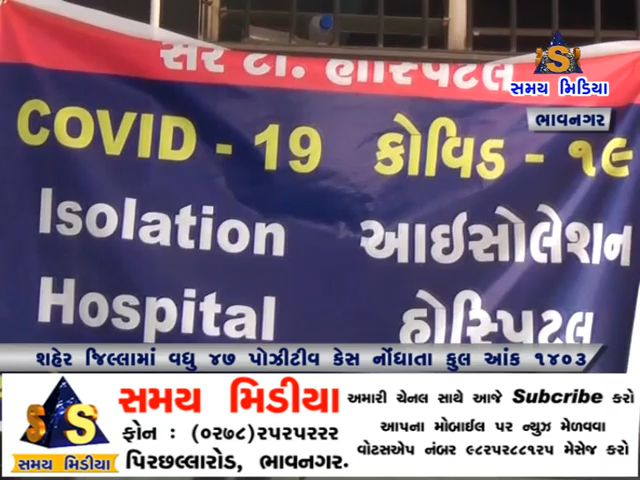 સર ટી. હોસ્પિટલ
S
સમય મિડિયા
ભાવનગર
COVID - 19 કોવિડ - ૧૯
Isolation આઇસોલેશન
Hospital હોસ્પિટલ
શહેર જિલ્લામાં વધુ ૪૭ પોઝીટીવ કેસ નોંધાતા કુલ આંક ૧૪૦૩
S S
સમય મિડીયા
સમય મિડીયા
ફોન : (૦૨૭૮)૨૫૨૫૨૨૨
પિરછલ્લારોડ, ભાવનગર.
અમારી ચેનલ સાથે આજે Subcribe કરો
આપના મોબાઈલ પર ન્યુઝ મેળવવા
વોટસએપ નંબર ૯૮૨૫૨૮૮૧૨૫ મેસેજ કરો